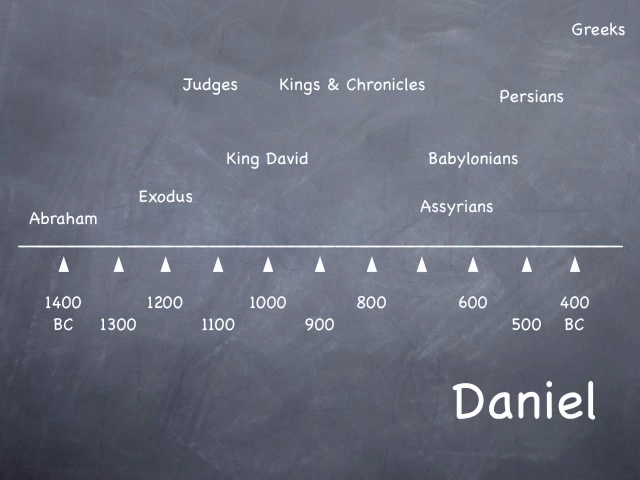 Greeks
Judges
Kings & Chronicles
Persians
King David
Babylonians
Exodus
Assyrians
Abraham
1400 BC
1300
1200
1100
1000
900
800
600
500
400 BC
Daniel